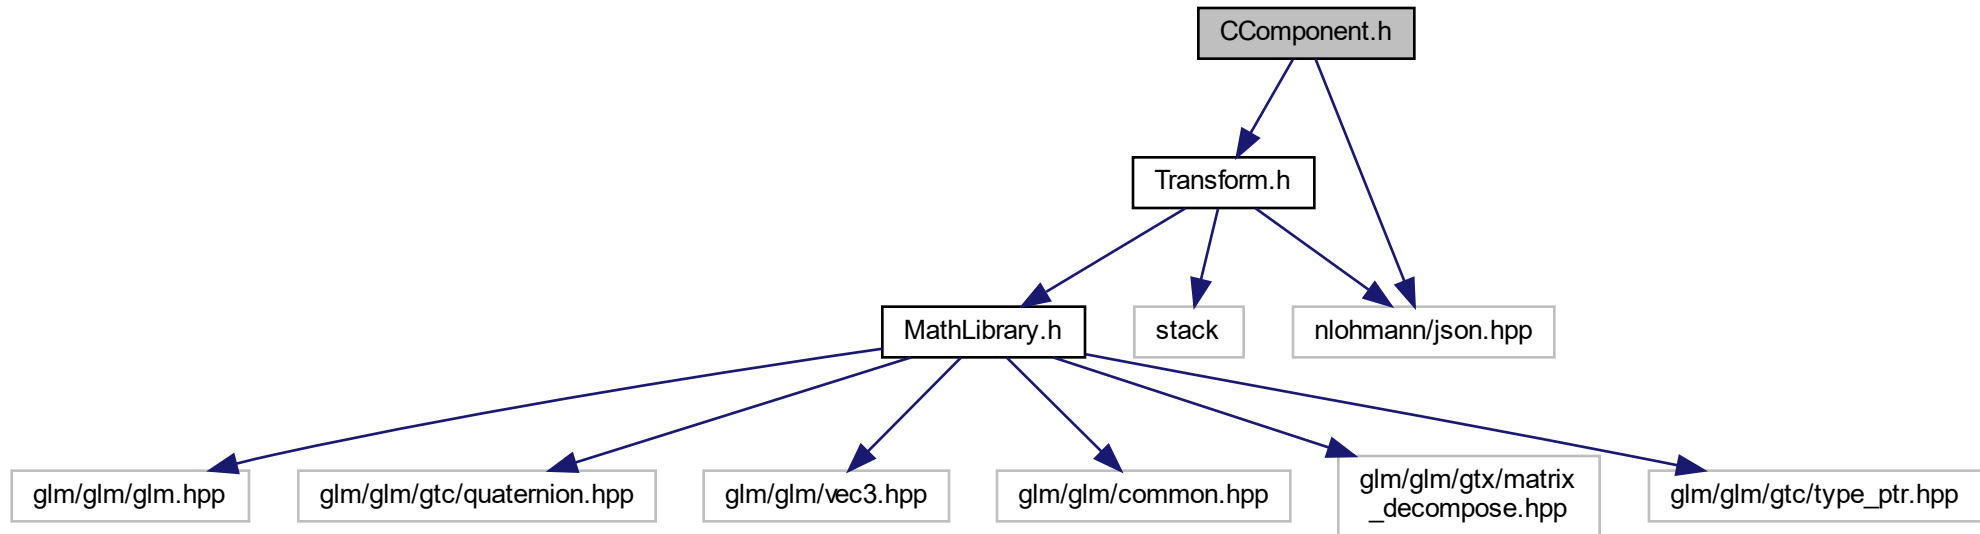 CComponent.h
Transform.h
MathLibrary.h
stack
nlohmann/json.hpp
glm/glm/glm.hpp
glm/glm/gtc/quaternion.hpp
glm/glm/vec3.hpp
glm/glm/common.hpp
glm/glm/gtx/matrix
_decompose.hpp
glm/glm/gtc/type_ptr.hpp